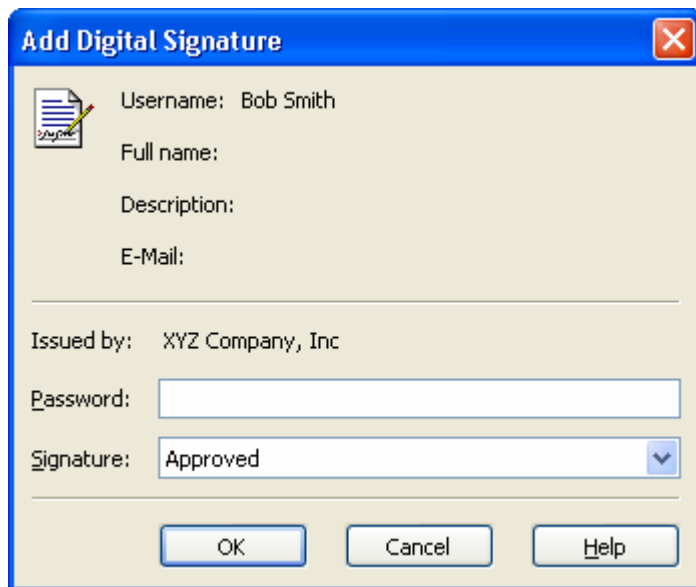 Add Digital Signature
Username: Bob Smith
Full name:
Description:
E-Mail:
Issued by: XYZ Company, Inc
Password:
Signature: Approved
OK Cancel Help